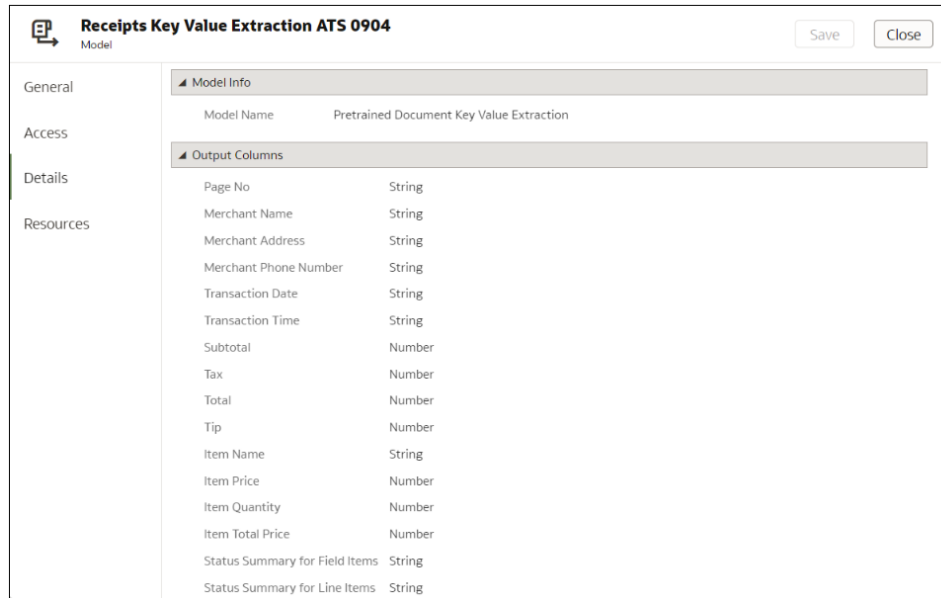 Receipts Key Value Extraction ATS 0904
Model
Save
Close
General
Access
Details
Resources
Model Info
Model Name Pretrained Document Key Value Extraction
Output Columns
Page No String
Merchant Name String
Merchant Address String
Merchant Phone Number String
Transaction Date String
Transaction Time String
Subtotal Number
Tax Number
Total Number
Tip Number
Item Name String
Item Price Number
Item Quantity Number
Item Total Price Number
Status Summary for Field Items String
Status Summary for Line Items String